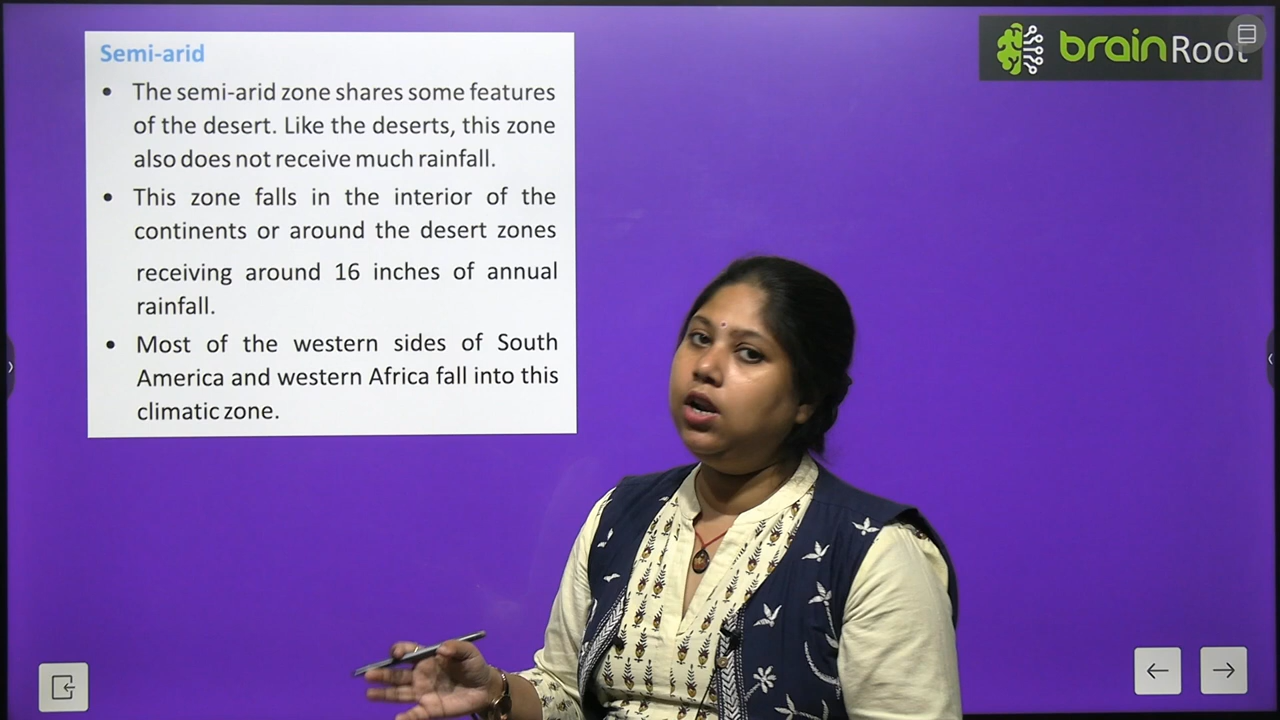 Semi-arid
• The semi-arid zone shares some features
of the desert. Like the deserts, this zone
also does not receive much rainfall.
• This zone falls in the interior of the
continents or around the desert zones
receiving around 16 inches of annual
rainfall.
• Most of the western sides of South
America and western Africa fall into this
climatic zone.
brainRoot